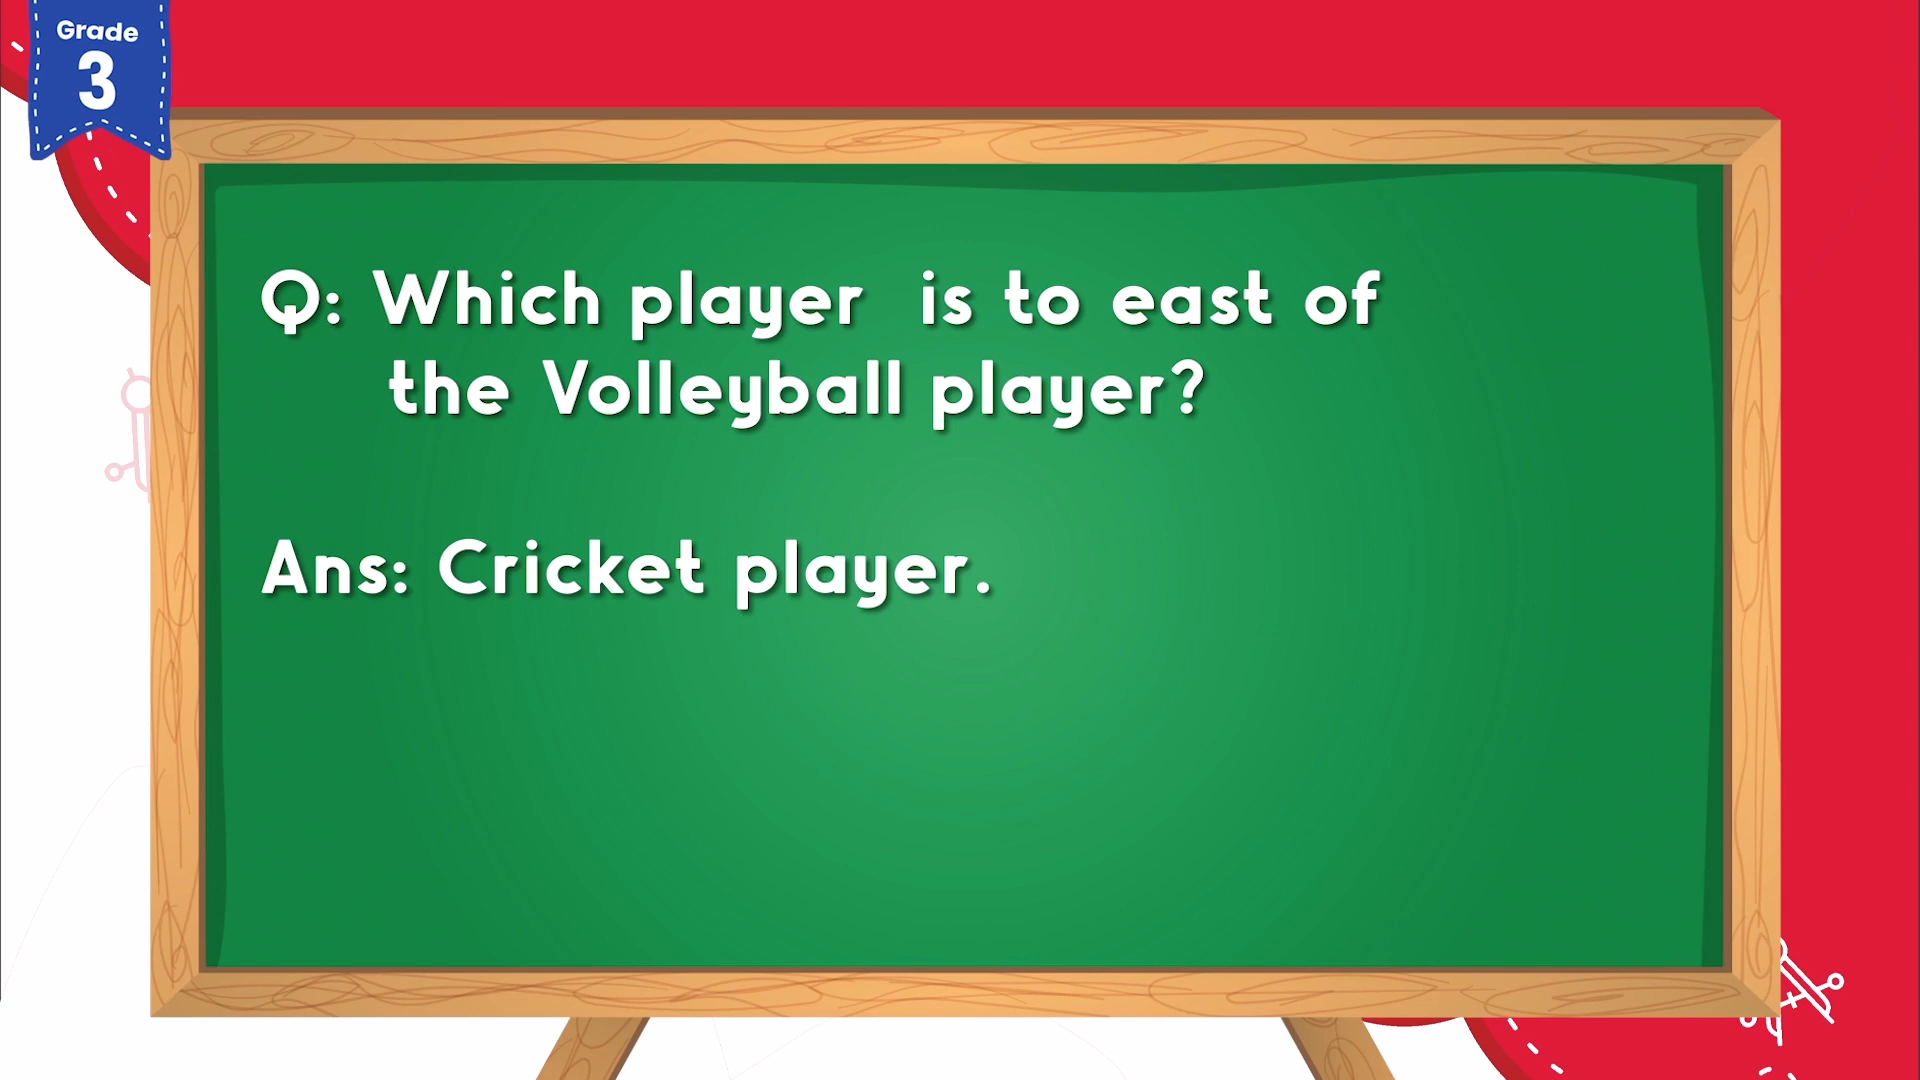 Grade
3
Q: Which player is to east of
the Volleyball player?
Ans: Cricket player.